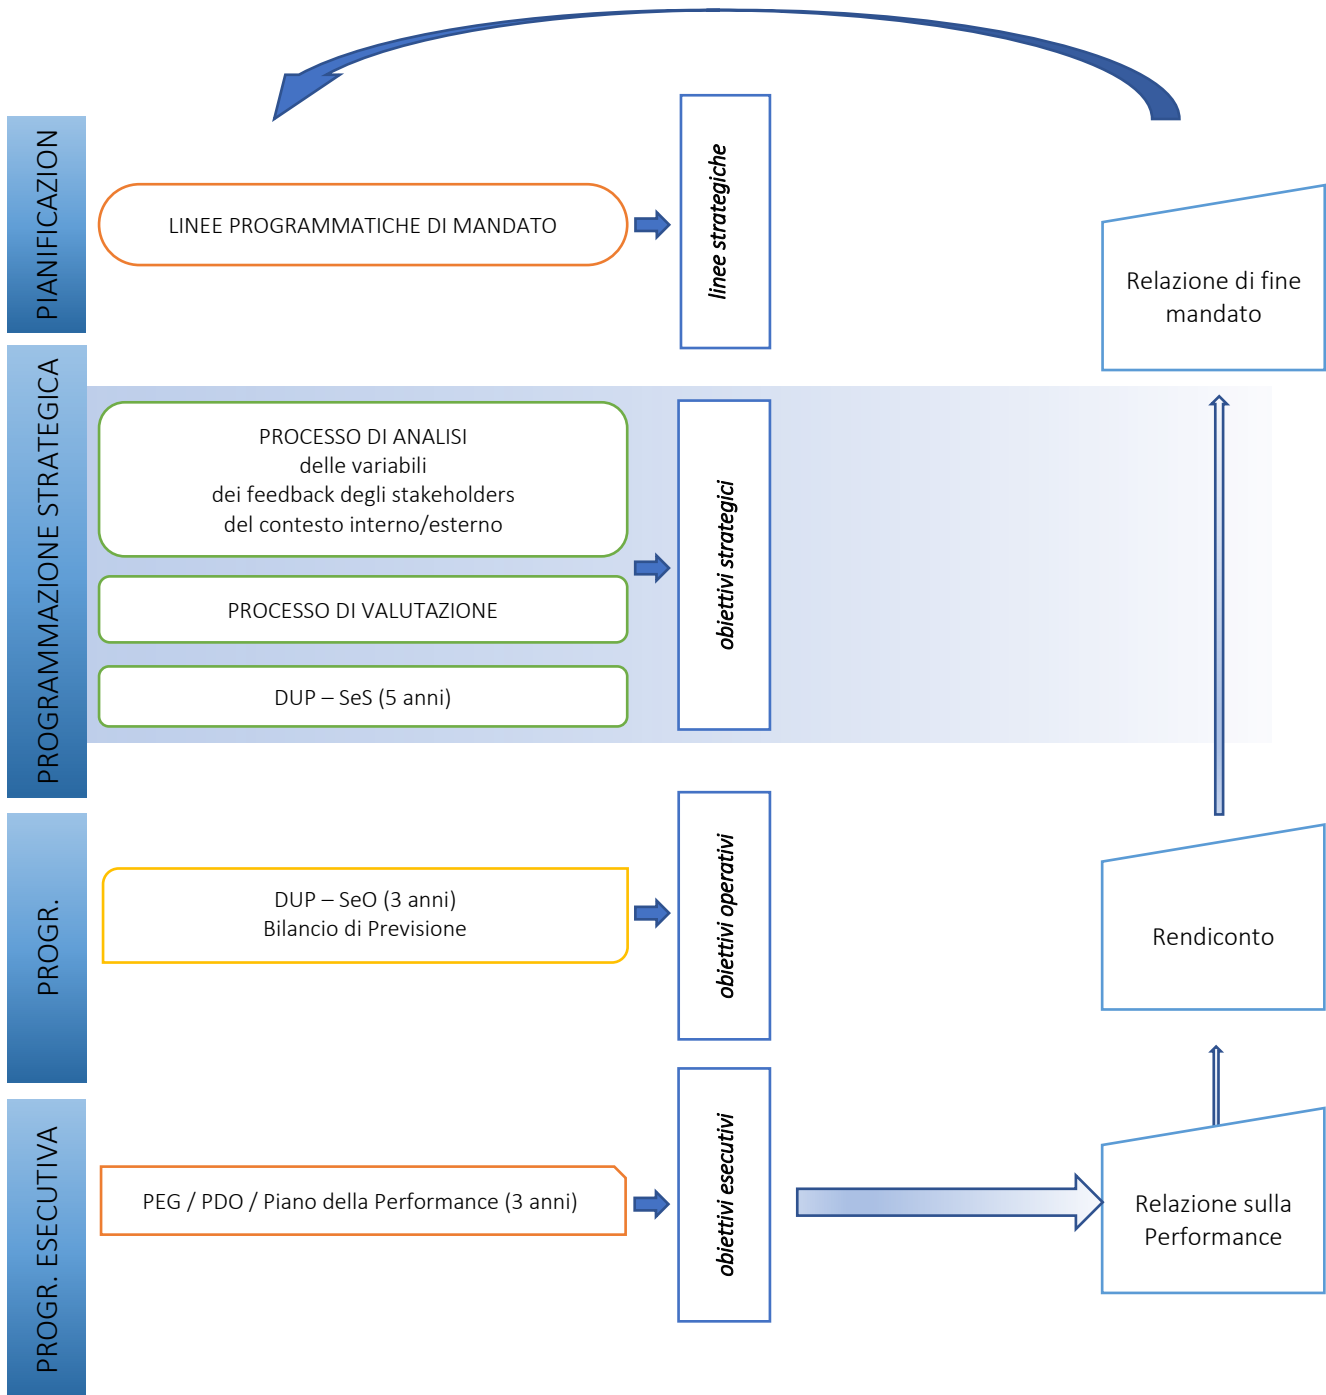 PIANIFICAZION
LINEE PROGRAMMATICHE DI MANDATO
linee strategiche
Relazione di fine
mandato
PROGRAMMAZIONE STRATEGICA
PROCESSO DI ANALISI
delle variabili
dei feedback degli stakeholders
del contesto interno/esterno
PROCESSO DI VALUTAZIONE
DUP – SeS (5 anni)
obiettivi strategici
PROGR.
DUP – SeO (3 anni)
Bilancio di Previsione
obiettivi operativi
Rendiconto
PROGR. ESECUTIVA
PEG / PDO / Piano della Performance (3 anni)
obiettivi esecutivi
Relazione sulla
Performance